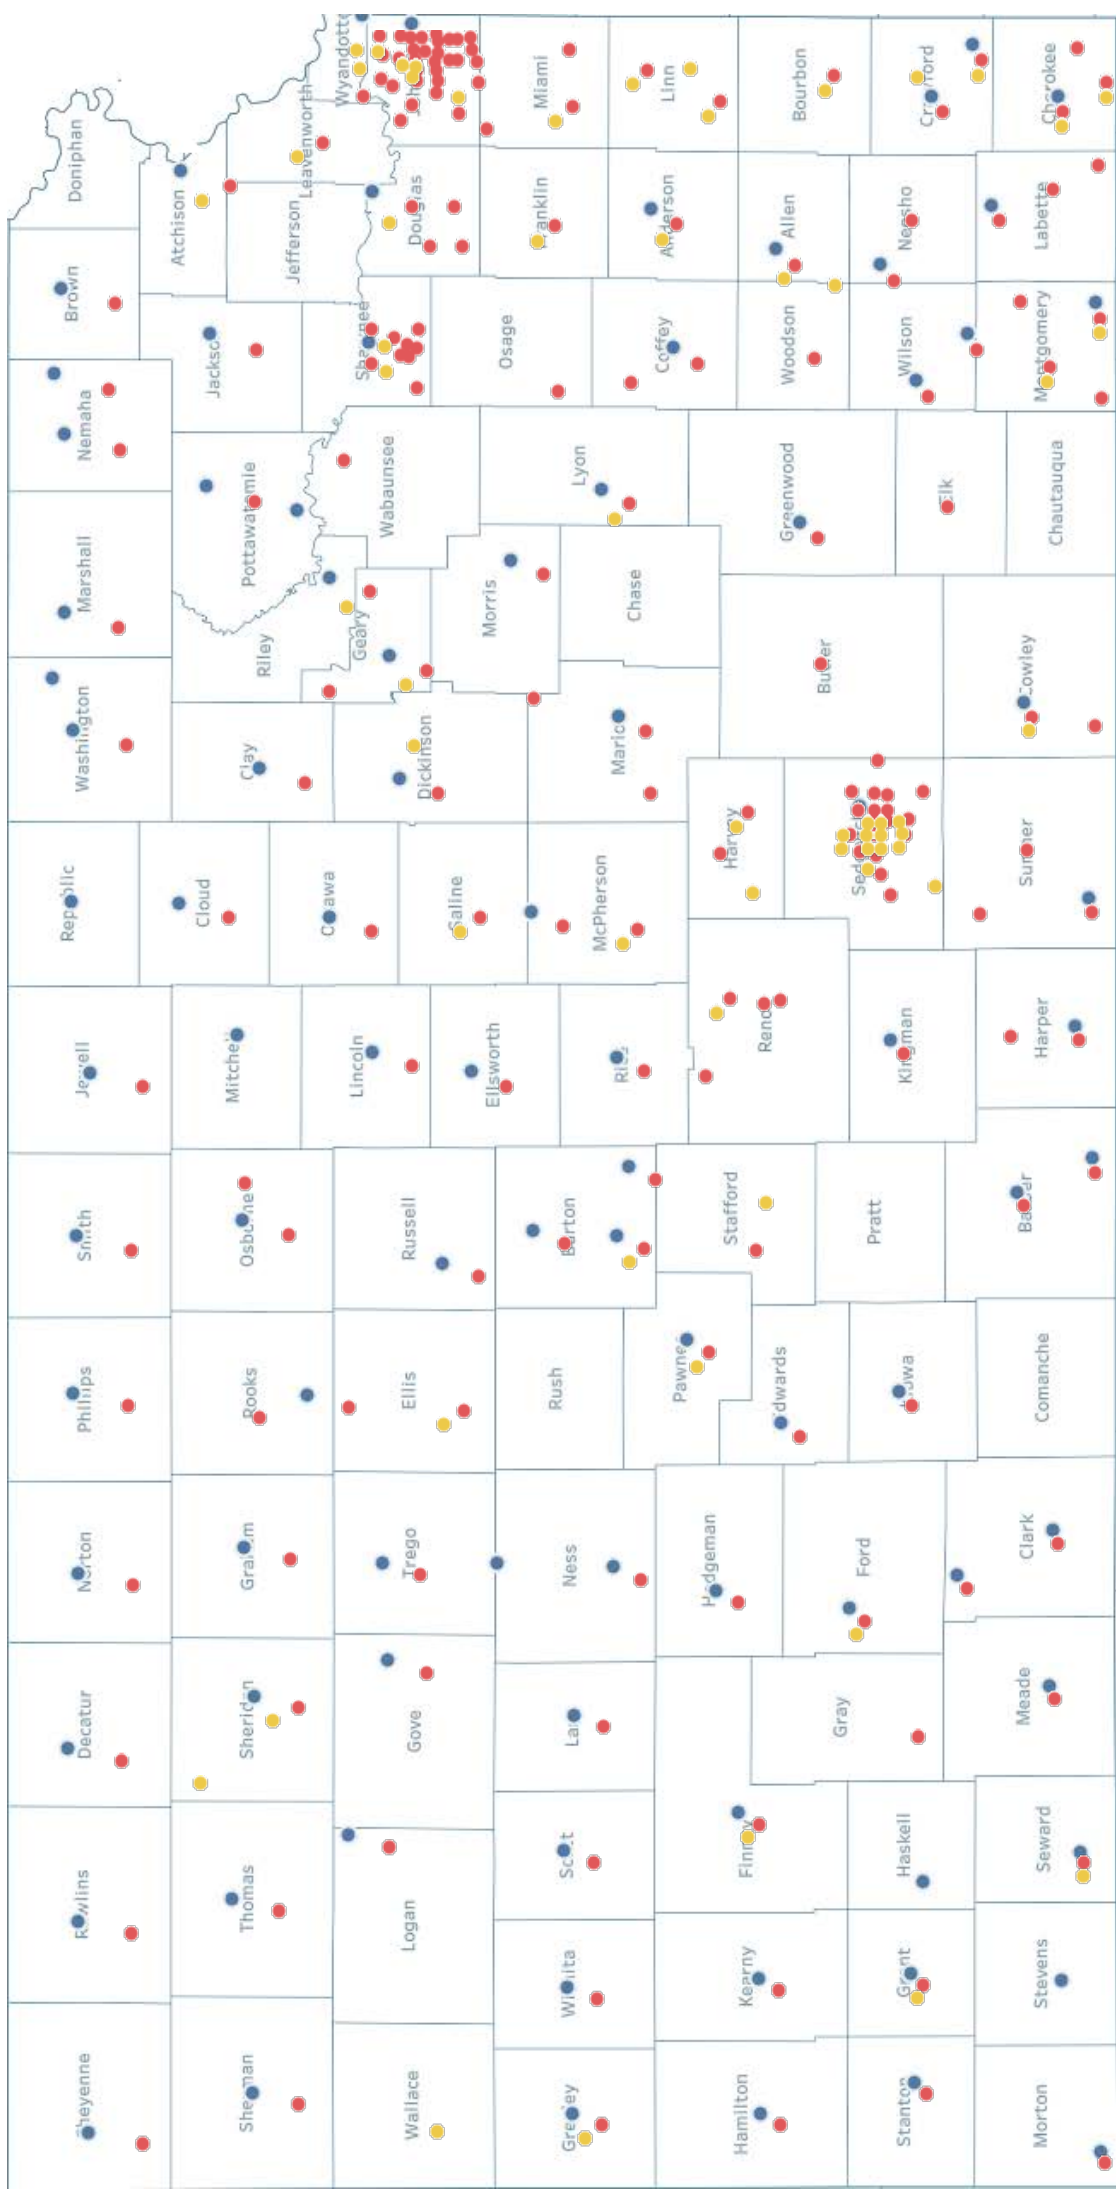 Cheyenne
Rawlins
Decatur
Norton
Phillips
Smith
Jewell
Republic
Washington
Marshall
Nemaha
Brown
Doniphan
Sherman
Thomas
Sheridan
Graham
Rooks
Osborne
Mitchell
Cloud
Clay
Riley
Pottawatomie
Jackson
Atchison
Jefferson
Leavenworth
Wyandotte
Wallace
Logan
Gove
Trego
Ellis
Russell
Lincoln
Ottawa
Saline
Dickinson
Geary
Wabaunsee
Shawnee
Douglas
Greeley
Wichita
Scott
Lane
Ness
Rush
Barton
Ellsworth
Rice
McPherson
Marion
Morris
Chase
Lyon
Osage
Coffey
Franklin
Anderson
Miami
Linn
Hamilton
Kearny
Finney
Hodgeman
Pawnee
Edwards
Stafford
Reno
Harvey
Butler
Greenwood
Woodson
Allen
Bourbon
Stanton
Grant
Haskell
Gray
Ford
Kiowa
Pratt
Kingman
Sedgwick
Elk
Wilson
Neosho
Crawford
Morton
Stevens
Seward
Meade
Clark
Comanche
Barber
Harper
Sumner
Cowley
Chautauqua
Montgomery
Labette
Cherokee